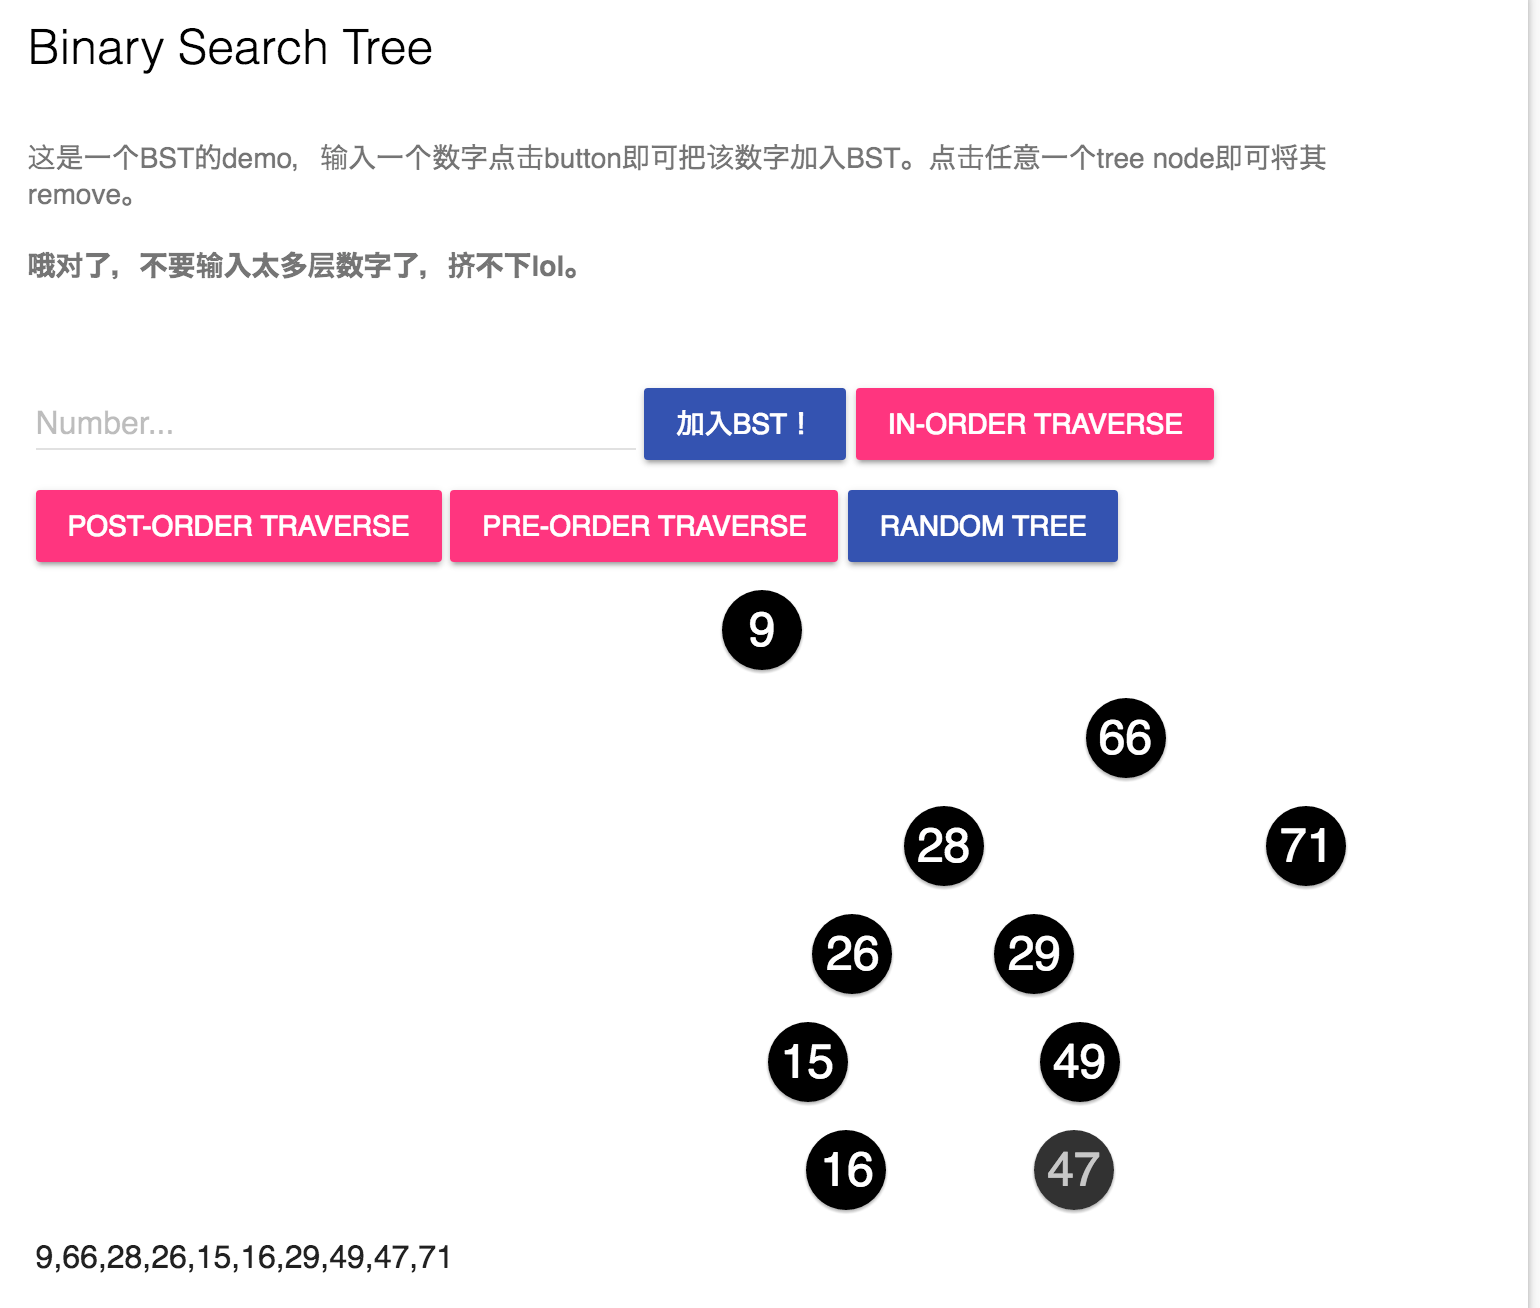 Binary Search Tree
这是一个BST的demo，输入一个数字点击button即可把该数字加入BST。点击任意一个tree node即可将其
remove。
哦对了，不要输入太多层数字了，挤不下lol。
Number...
加入BST！
IN-ORDER TRAVERSE
POST-ORDER TRAVERSE
PRE-ORDER TRAVERSE
RANDOM TREE
9
66
28
71
26
29
15
49
16
47
9,66,28,26,15,16,29,49,47,71